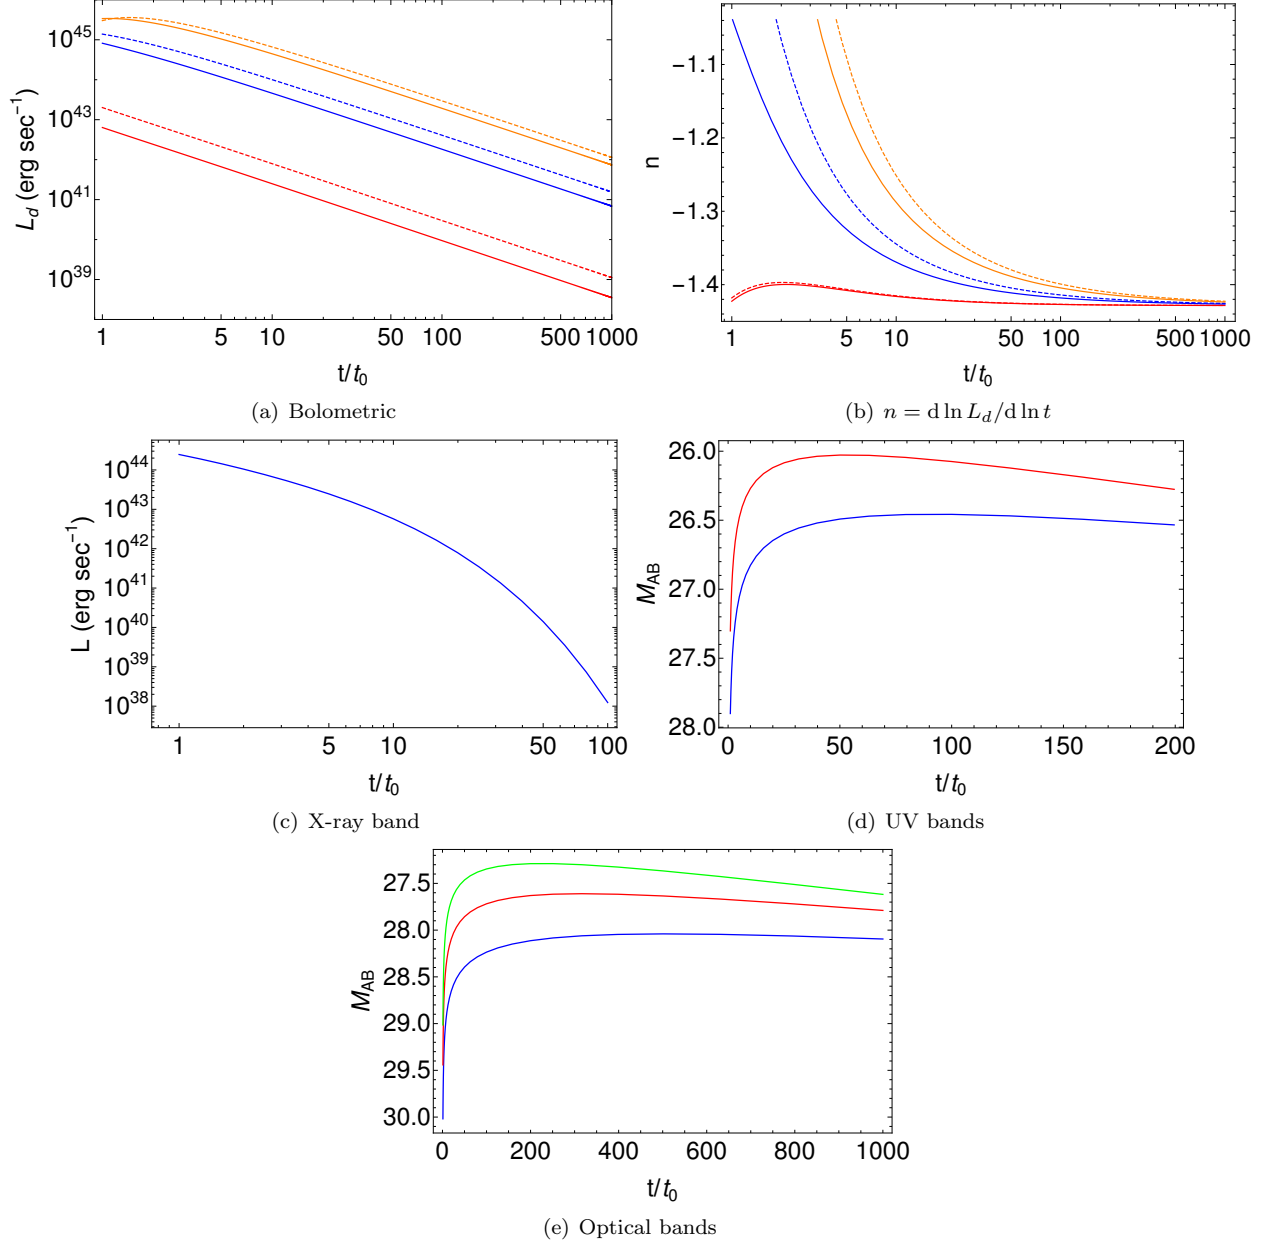 10^45
10^43
10^41
10^39
L_d (erg sec^−1)
1 5 10 50 100 500 1000
t/t_0
(a) Bolometric
−1.1
−1.2
−1.3
−1.4
n
1 5 10 50 100 500 1000
t/t_0
(b) n = d ln L_d/d ln t
10^44
10^43
10^42
10^41
10^40
10^39
10^38
L (erg sec^−1)
1 5 10 50 100
t/t_0
(c) X-ray band
26.0
26.5
27.0
27.5
28.0
M_AB
0 50 100 150 200
t/t_0
(d) UV bands
27.5
28.0
28.5
29.0
29.5
30.0
M_AB
0 200 400 600 800 1000
t/t_0
(e) Optical bands